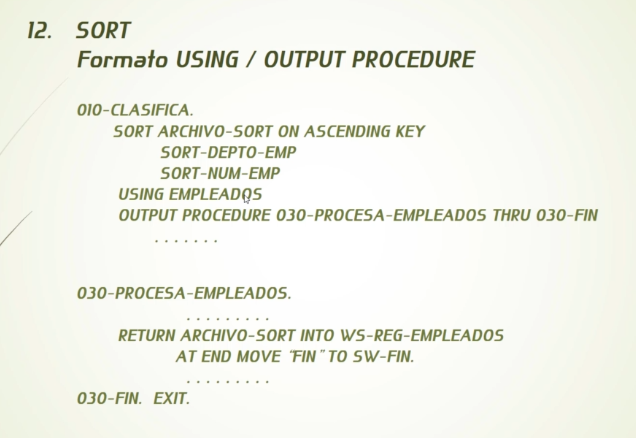 12. SORT
Formato USING / OUTPUT PROCEDURE
010-CLASIFICA.
SORT ARCHIVO-SORT ON ASCENDING KEY
SORT-DEPTO-EMP
SORT-NUM-EMP
USING EMPLEADOS
OUTPUT PROCEDURE 030-PROCESA-EMPLEADOS THRU 030-FIN
. . . . . . .
030-PROCESA-EMPLEADOS.
. . . . . . . . .
RETURN ARCHIVO-SORT INTO WS-REG-EMPLEADOS
AT END MOVE "FIN" TO SW-FIN.
. . . . . . . . .
030-FIN. EXIT.